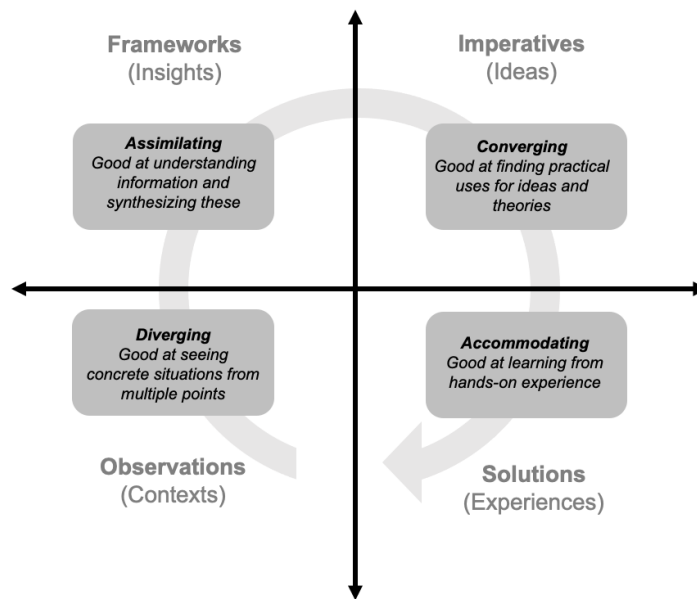 Frameworks
(Insights)
Imperatives
(Ideas)
Assimilating
Good at understanding
information and
synthesizing these
Converging
Good at finding practical
uses for ideas and
theories
Diverging
Good at seeing
concrete situations from
multiple points
Accommodating
Good at learning from
hands-on experience
Observations
(Contexts)
Solutions
(Experiences)